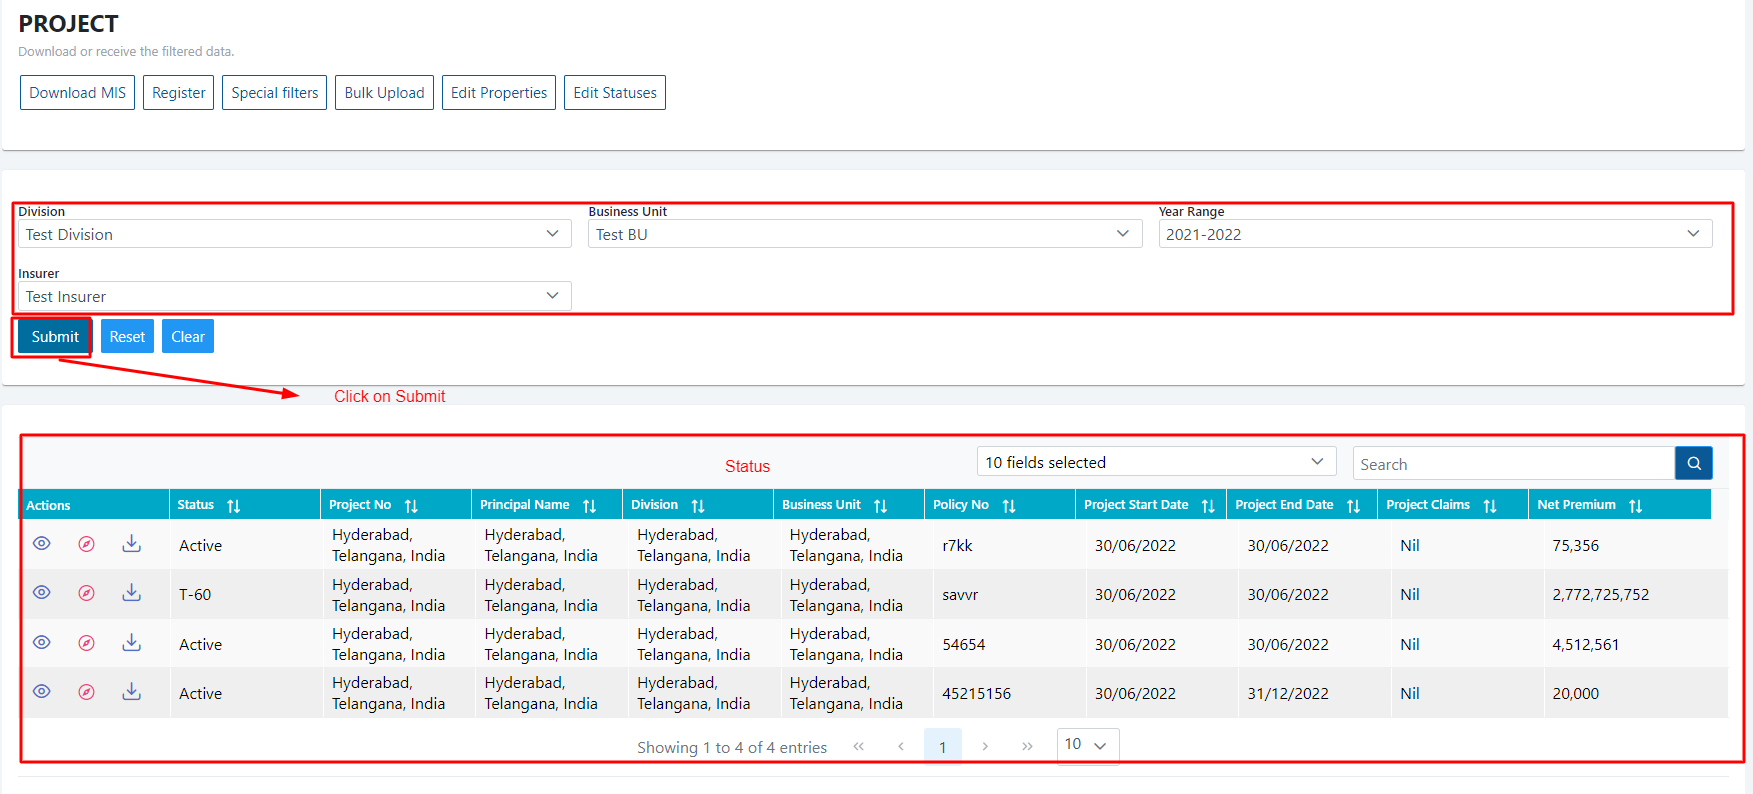 PROJECT
Download or receive the filtered data.
Download MIS Register Special filters Bulk Upload Edit Properties Edit Statuses
Division Business Unit Year Range
Test Division Test BU 2021-2022
Insurer
Test Insurer
Submit Reset Clear
Click on Submit
Status 10 fields selected Search
Actions Status Project No Principal Name Division Business Unit Policy No Project Start Date Project End Date Project Claims Net Premium
Hyderabad, Hyderabad, Hyderabad, Hyderabad,
Active r7kk 30/06/2022 30/06/2022 Nil 75,356
Telangana, India Telangana, India Telangana, India Telangana, India
Hyderabad, Hyderabad, Hyderabad, Hyderabad,
T-60 savvr 30/06/2022 30/06/2022 Nil 2,772,725,752
Telangana, India Telangana, India Telangana, India Telangana, India
Hyderabad, Hyderabad, Hyderabad, Hyderabad,
Active 54654 30/06/2022 30/06/2022 Nil 4,512,561
Telangana, India Telangana, India Telangana, India Telangana, India
Hyderabad, Hyderabad, Hyderabad, Hyderabad,
Active 45215156 30/06/2022 31/12/2022 Nil 20,000
Telangana, India Telangana, India Telangana, India Telangana, India
Showing 1 to 4 of 4 entries « ‹ 1 › » 10